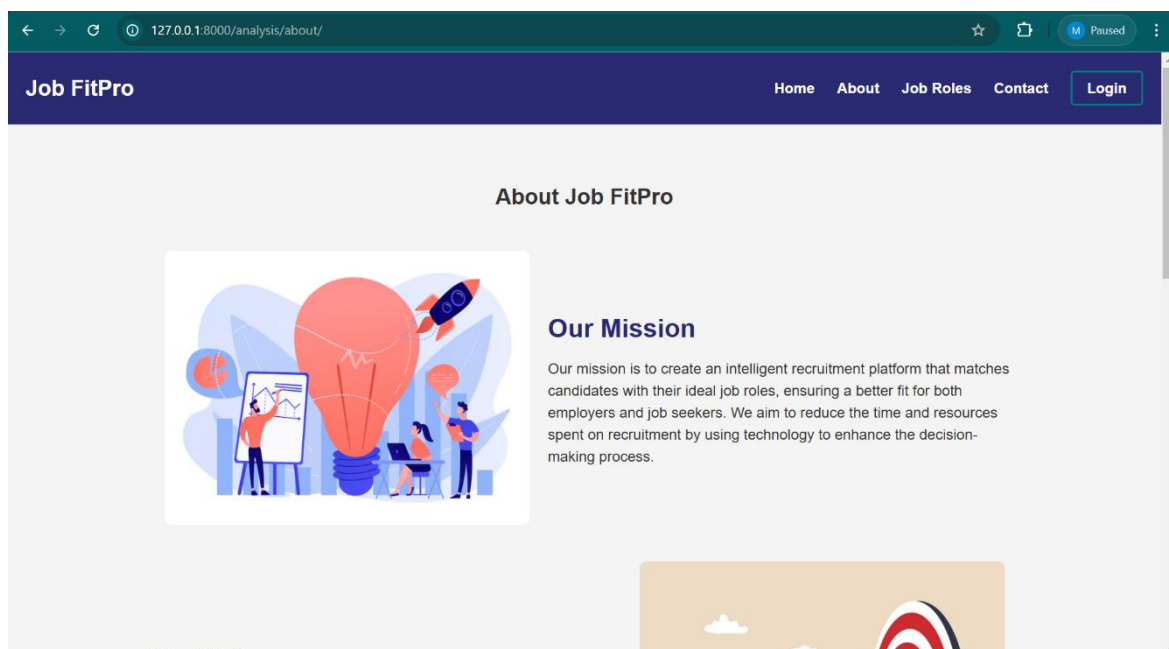 127.0.0.1:8000/analysis/about/
M Paused
Job FitPro
Home About Job Roles Contact Login
About Job FitPro
Our Mission
Our mission is to create an intelligent recruitment platform that matches
candidates with their ideal job roles, ensuring a better fit for both
employers and job seekers. We aim to reduce the time and resources
spent on recruitment by using technology to enhance the decision-
making process.